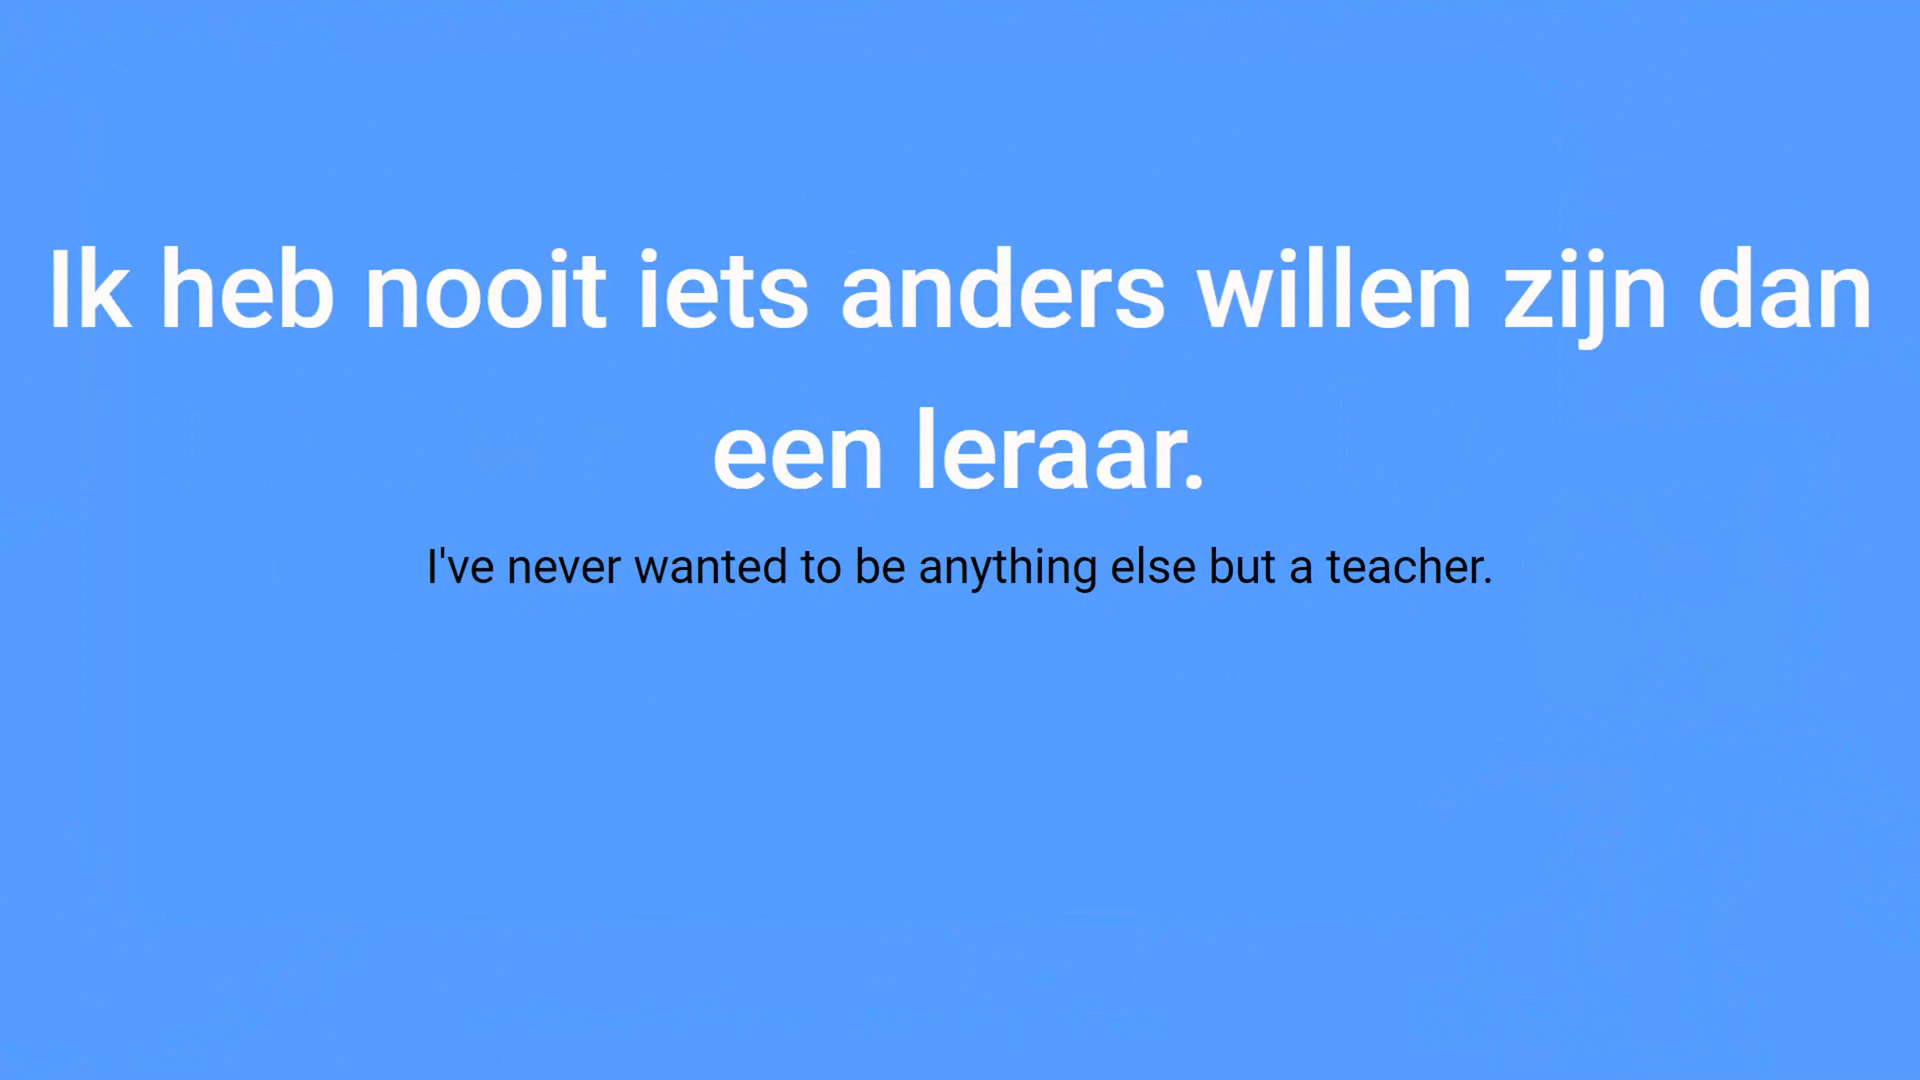 Ik heb nooit iets anders willen zijn dan
een leraar.
I've never wanted to be anything else but a teacher.